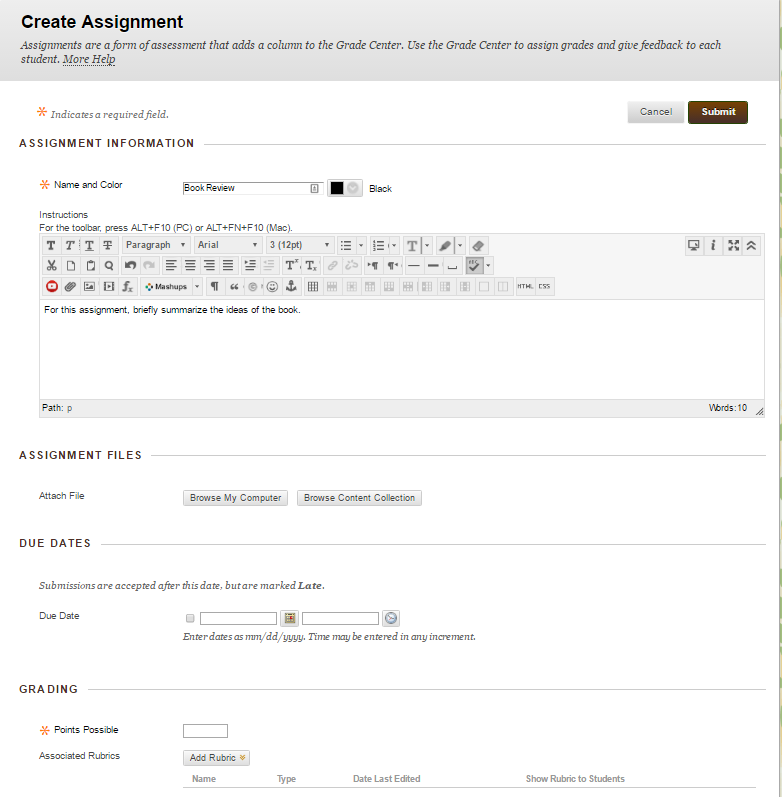 Create Assignment
Assignments are a form of assessment that adds a column to the Grade Center. Use the Grade Center to assign grades and give feedback to each
student. More Help
Indicates a required field.
Cancel Submit
ASSIGNMENT INFORMATION
Name and Color Book Review Black
Instructions
For the toolbar, press ALT+F10 (PC) or ALT+FN+F10 (Mac).
T T T T Paragraph Arial 3 (12pt) T i
Tx Tx ABC
fx Mashups HTML CSS
For this assignment, briefly summarize the ideas of the book.
Path: p Words:10
ASSIGNMENT FILES
Attach File Browse My Computer Browse Content Collection
DUE DATES
Submissions are accepted after this date, but are marked Late.
Due Date
Enter dates as mm/dd/yyyy. Time may be entered in any increment.
GRADING
Points Possible
Associated Rubrics Add Rubric
Name Type Date Last Edited Show Rubric to Students